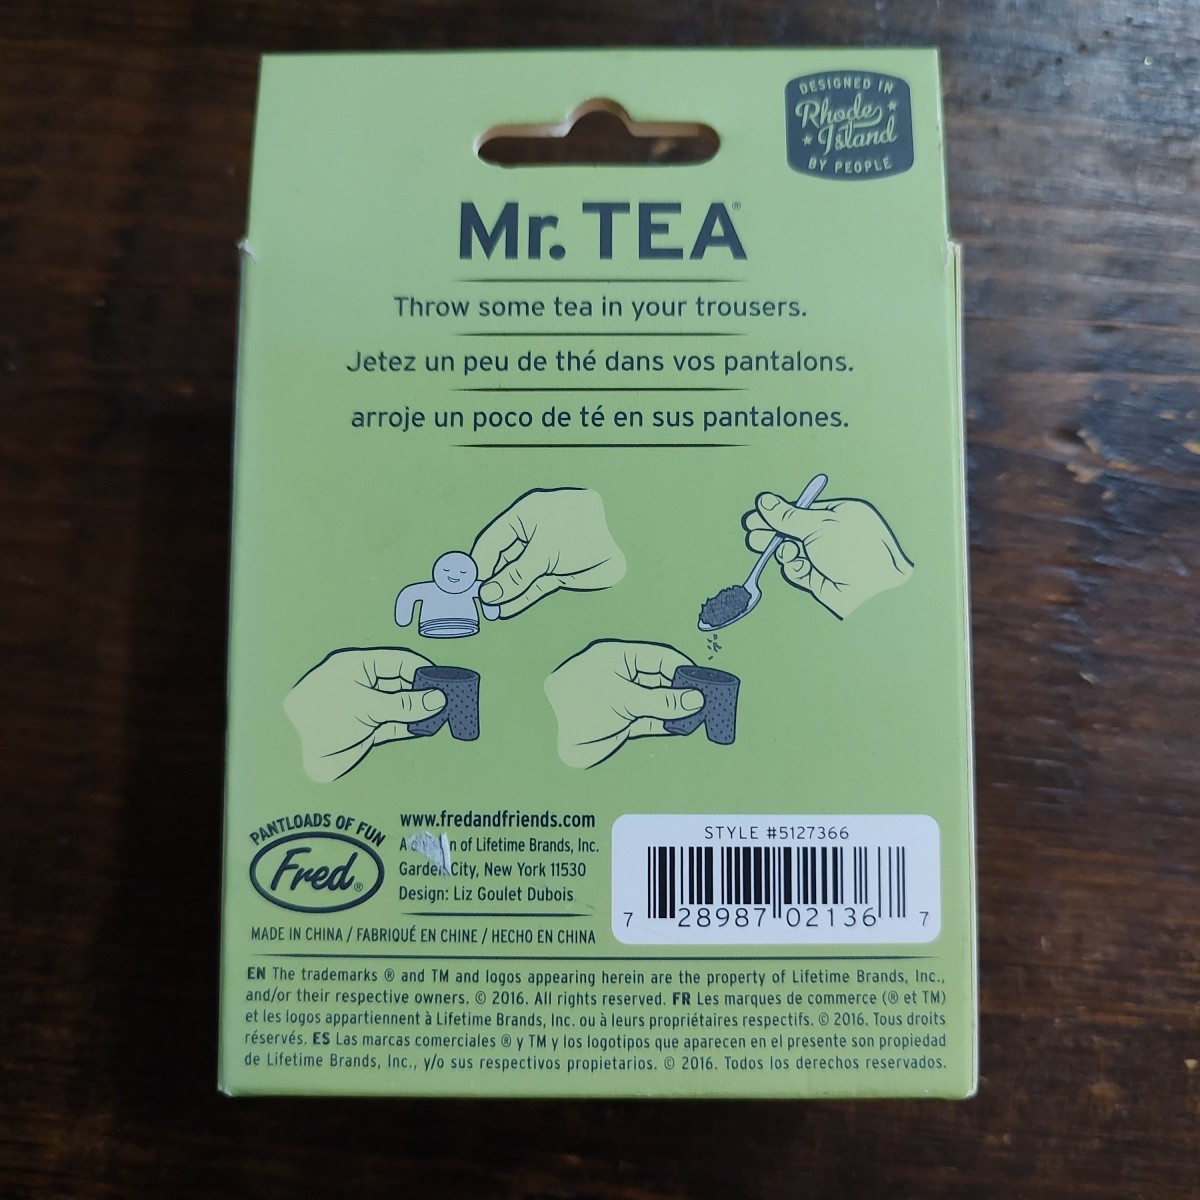 DESIGNED IN
Rhode
Island
BY PEOPLE
Mr. TEA®
Throw some tea in your trousers.
Jetez un peu de thé dans vos pantalons.
arroje un poco de té en sus pantalones.
PANTLOADS OF FUN
Fred®
www.fredandfriends.com
A n of Lifetime Brands, Inc.
Garden City, New York 11530
Design: Liz Goulet Dubois
MADE IN CHINA / FABRIQUÉ EN CHINE / HECHO EN CHINA
STYLE #5127366
7 28987 02136 7
EN The trademarks ® and TM and logos appearing herein are the property of Lifetime Brands, Inc.,
and/or their respective owners. © 2016. All rights reserved. FR Les marques de commerce (® et TM)
et les logos appartiennent à Lifetime Brands, Inc. ou à leurs propriétaires respectifs. © 2016. Tous droits
réservés. ES Las marcas comerciales ® y TM y los logotipos que aparecen en el presente son propiedad
de Lifetime Brands, Inc., y/o sus respectivos propietarios. © 2016. Todos los derechos reservados.